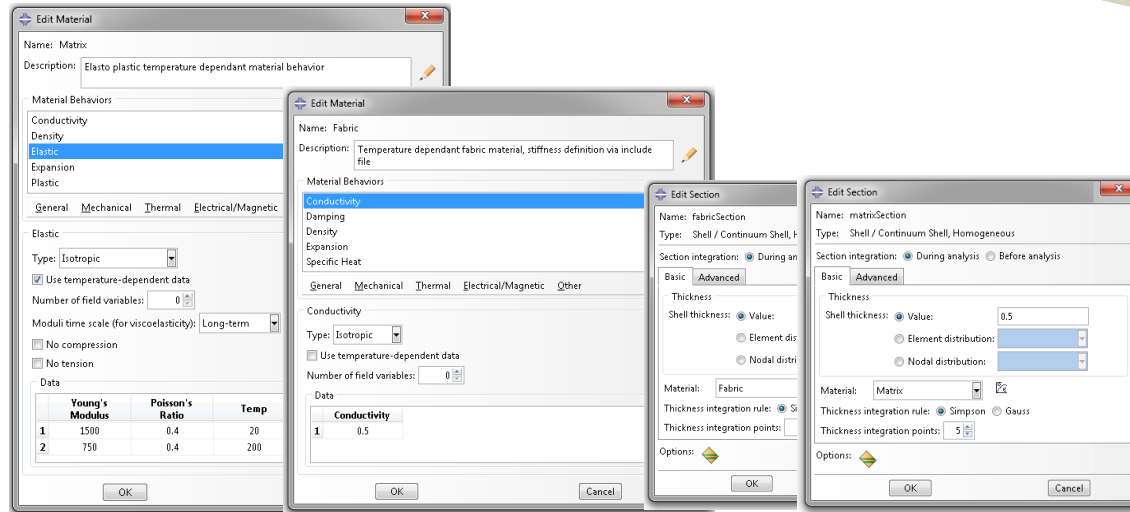 Edit Material
Name: Matrix
Description: Elasto plastic temperature dependant material behavior
Material Behaviors
Conductivity
Density
Elastic
Expansion
Plastic
General Mechanical Thermal Electrical/Magnetic
Elastic
Type: Isotropic
Use temperature-dependent data
Number of field variables: 0
Moduli time scale (for viscoelasticity): Long-term
No compression
No tension
Data
Young's Modulus Poisson's Ratio Temp
1 1500 0.4 20
2 750 0.4 200
OK
Edit Material
Name: Fabric
Description: Temperature dependant fabric material, stiffness definition via include
file
Material Behaviors
Conductivity
Damping
Density
Expansion
Specific Heat
General Mechanical Thermal Electrical/Magnetic Other
Conductivity
Type: Isotropic
Use temperature-dependent data
Number of field variables: 0
Data
Conductivity
1 0.5
OK Cancel
Edit Section
Name: fabricSection
Type: Shell / Continuum Shell,
Section integration: During an
Basic Advanced
Thickness
Shell thickness: Value:
Element dis
Nodal distri
Material: Fabric
Thickness integration rule: Si
Thickness integration points:
Options:
OK
Edit Section
Name: matrixSection
Type: Shell / Continuum Shell, Homogeneous
Section integration: During analysis Before analysis
Basic Advanced
Thickness
Shell thickness: Value: 0.5
Element distribution:
Nodal distribution:
Material: Matrix
Thickness integration rule: Simpson Gauss
Thickness integration points: 5
Options:
OK Cancel